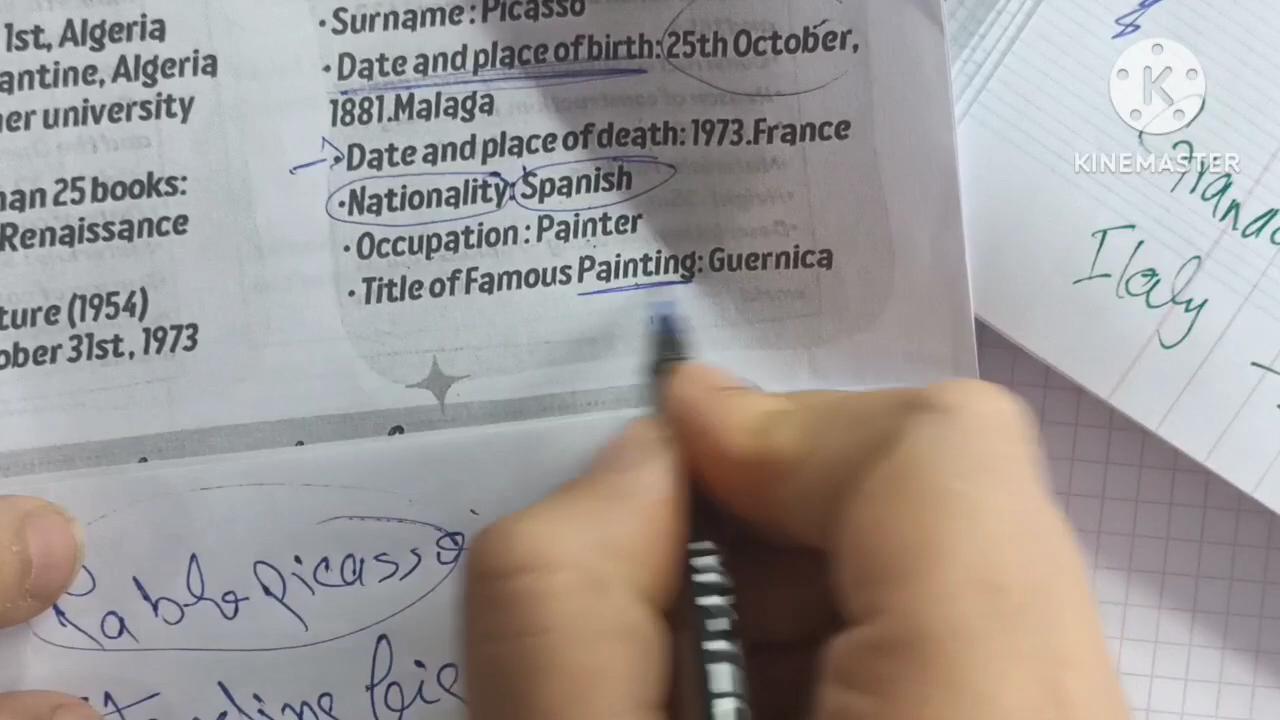 1st, Algeria
antine, Algeria
er university
an 25 books:
Renaissance
ture (1954)
ober 31st, 1973
• Surname : Picasso
• Date and place of birth: 25th October,
1881.Malaga
Date and place of death: 1973.France
•Nationality: Spanish
• Occupation : Painter
• Title of Famous Painting: Guernica
Pablo picasso
KINEMASTER
Italy